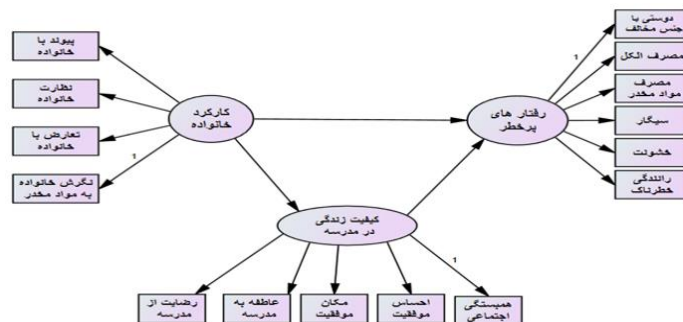 پیوند با
خانواده
نظارت
خانواده
تعارض با
خانواده
نگرش خانواده
به مواد مخدر
1
کارکرد
خانواده
رفتار های
پرخطر
1
دوستی با
جنس مخالف
مصرف الکل
مصرف
مواد مخدر
سیگار
خشونت
رانندگی
خطرناک
کیفیت زندگی
در مدرسه
1
همبستگی
اجتماعی
احساس
موفقیت
مکان
موفقیت
عاطفه به
مدرسه
رضایت از
مدرسه